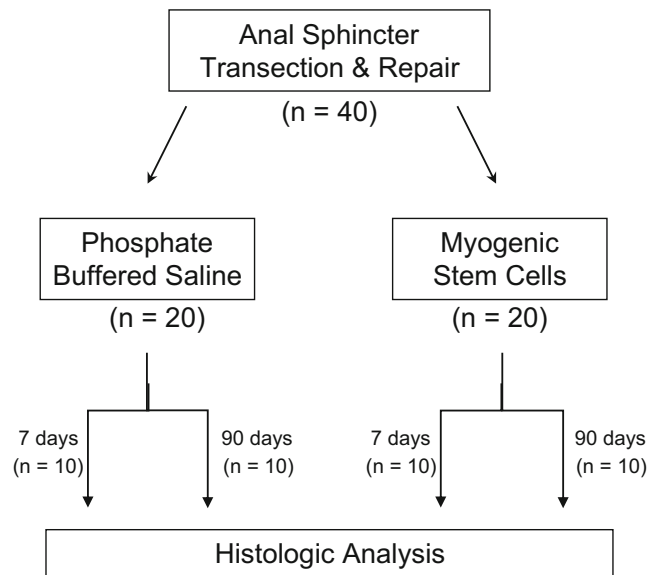 Anal Sphincter
Transection & Repair
(n = 40)
Phosphate
Buffered Saline
(n = 20)
Myogenic
Stem Cells
(n = 20)
7 days
(n = 10)
90 days
(n = 10)
7 days
(n = 10)
90 days
(n = 10)
Histologic Analysis